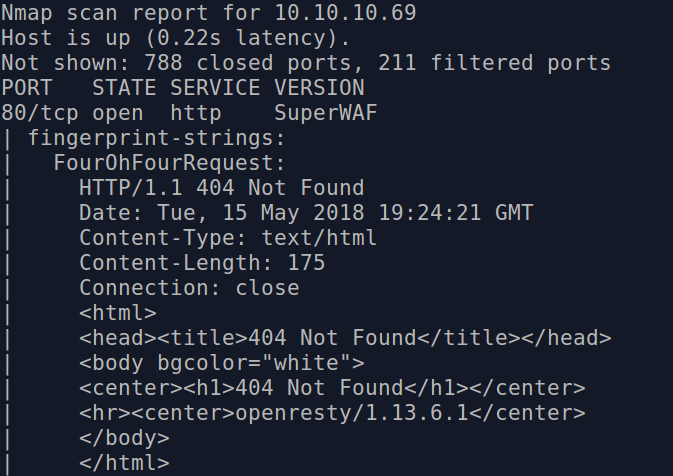 Nmap scan report for 10.10.10.69
Host is up (0.22s latency).
Not shown: 788 closed ports, 211 filtered ports
PORT   STATE SERVICE VERSION
80/tcp open  http    SuperWAF
| fingerprint-strings:
|   FourOhFourRequest:
|     HTTP/1.1 404 Not Found
|     Date: Tue, 15 May 2018 19:24:21 GMT
|     Content-Type: text/html
|     Content-Length: 175
|     Connection: close
|     <html>
|     <head><title>404 Not Found</title></head>
|     <body bgcolor="white">
|     <center><h1>404 Not Found</h1></center>
|     <hr><center>openresty/1.13.6.1</center>
|     </body>
|     </html>